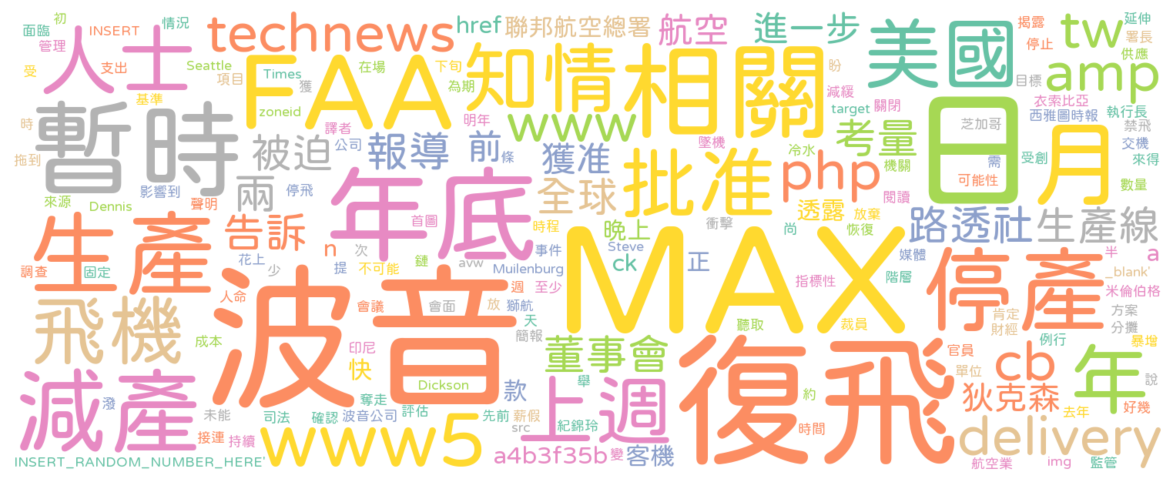 面臨 初 INSERT 情況 technews href 聯邦航空總署 航空 進一步 美國 tw 揭露 延伸
管理 人士 停止 署長
受 支出 Seattle Times 在場 下旬 知情 相關 盼 目標 amp 供應
基準 項目 zoneid 獲 為期 減緩 target 關閉 衣索比亞 執行長
時 暫時 FAA 譯者 明年 www 墜機 考量 日 芝加哥 西雅圖時報 禁飛
拖到 被迫 公司 報導 前 條 獲准 冷水 機關 需 受創 月 交機 來得
影響到 兩 停飛 年底 全球 批准 php 閱讀 可能性 數量
來源 Dennis 聲明 首圖 時程 晚上 衝擊 透露 放棄 路透社 生產線
生產 告訴 n 次 鏈 avw 事件 Steve 尚 恢復
調查 固定 花上 少 提 不可能 Muilenburg ck 正 MAX 媒體 半 a
人命 會議 會面 放 週 至少 指標性 階層 停產 _blank'
飛機 波音 獅航 天 米倫伯格
成本 印尼 簡報 董事會 聽取 裁員 肯定 方案
快 財經 分攤
減產 Dickson 款 舉 上週 復飛 官員 cb 例行 暴增
潑 奪走 約 單位 狄克森 年 說
未能 司法 確認 波音公司 評估 先前 薪假 時間 去年 好幾
接連 持續 www5 src 紀錦玲 delivery
INSERT_RANDOM_NUMBER_HERE' a4b3f35b 變 客機 航空業 img 監管